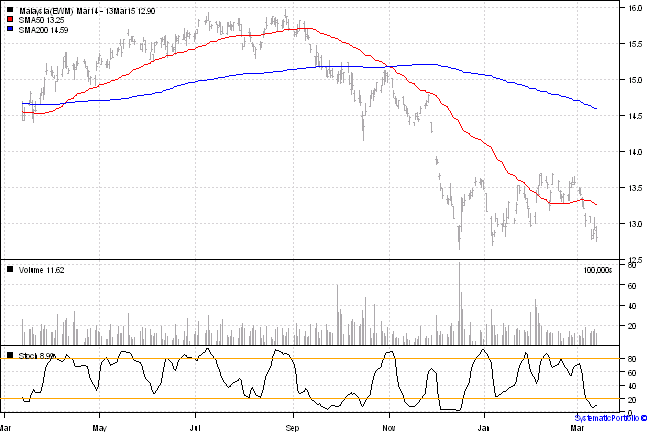 Malaysia(EWM) Mar14 - 13Mar15 12.90
SMA50 13.25
SMA200 14.59
16.0
15.5
15.0
14.5
14.0
13.5
13.0
12.5
Volume 11.62
100,000s
80
60
40
20
Stoch 8.99
80
60
40
20
0
Mar May Jul Sep Nov Jan Mar
SystematicPortfolio ©